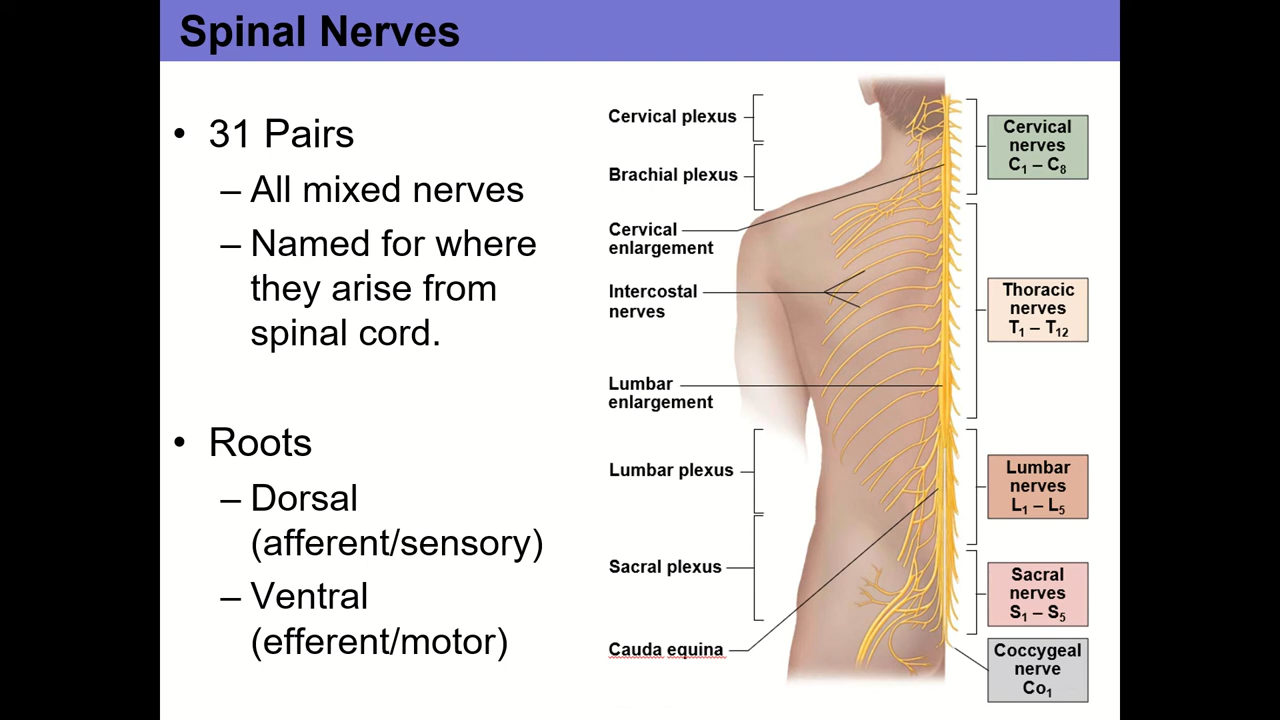 Spinal Nerves
• 31 Pairs
– All mixed nerves
– Named for where
they arise from
spinal cord.
• Roots
– Dorsal
(afferent/sensory)
– Ventral
(efferent/motor)
Cervical plexus
Brachial plexus
Cervical
enlargement
Intercostal
nerves
Lumbar
enlargement
Lumbar plexus
Sacral plexus
Cauda equina
Cervical
nerves
C₁ – C₈
Thoracic
nerves
T₁ – T₁₂
Lumbar
nerves
L₁ – L₅
Sacral
nerves
S₁ – S₅
Coccygeal
nerve
Co₁